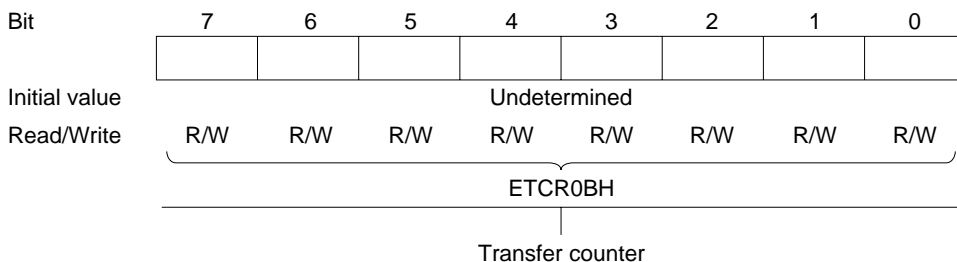 Bit 7 6 5 4 3 2 1 0
Initial value Undetermined
Read/Write R/W R/W R/W R/W R/W R/W R/W R/W
ETCR0BH
Transfer counter